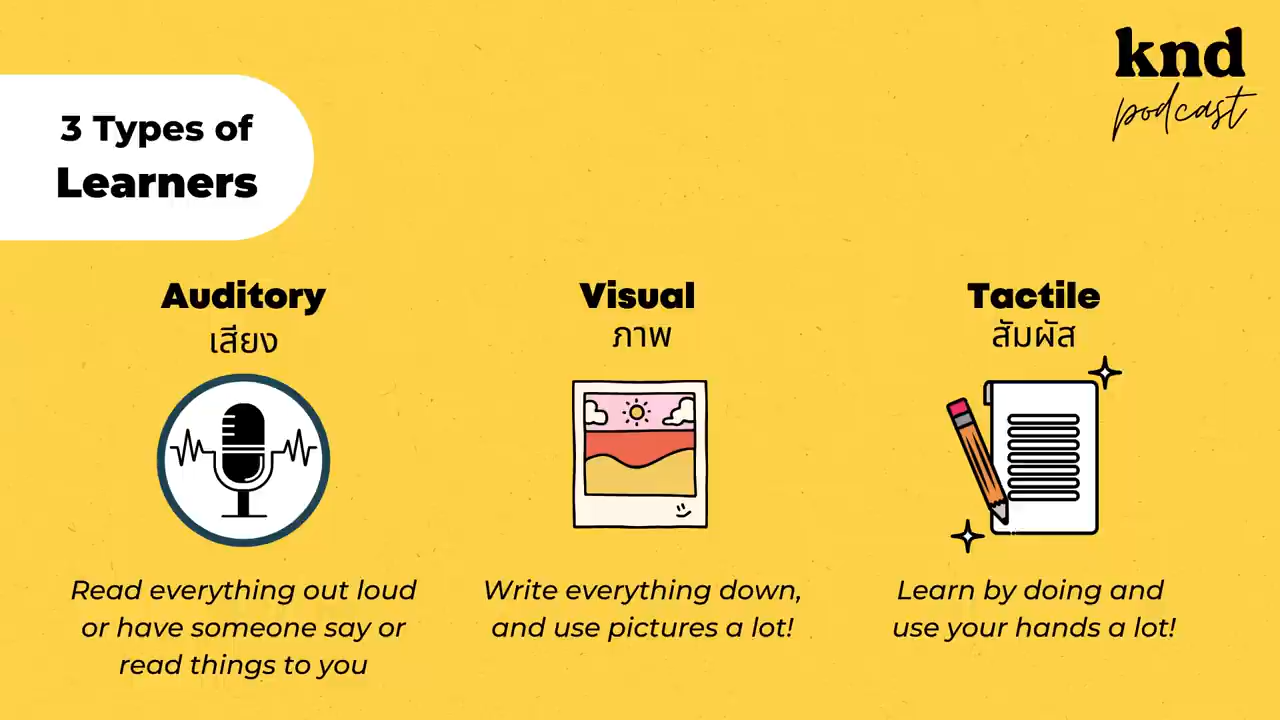 knd
podcast
3 Types of
Learners
Auditory
เสียง
Read everything out loud
or have someone say or
read things to you
Visual
ภาพ
Write everything down,
and use pictures a lot!
Tactile
สัมผัส
Learn by doing and
use your hands a lot!